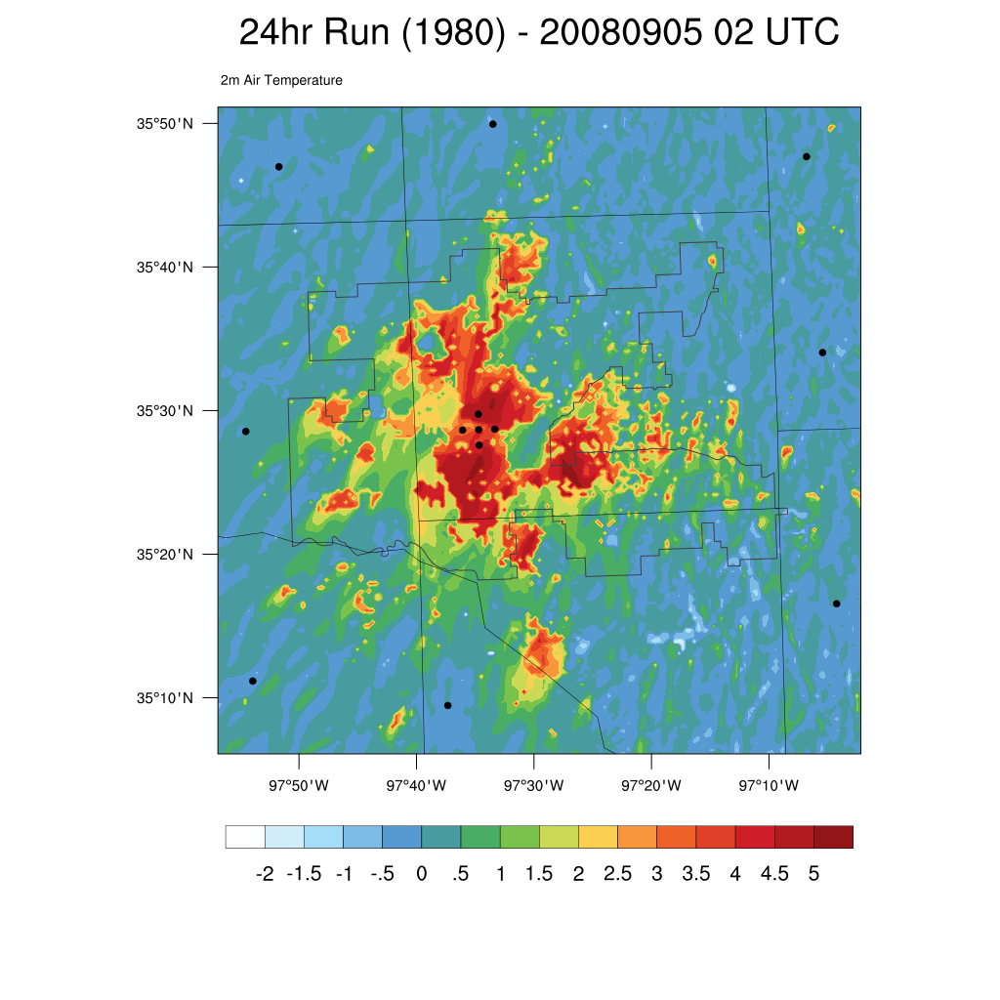 24hr Run (1980) - 20080905 02 UTC
2m Air Temperature
35°50'N
35°40'N
35°30'N
35°20'N
35°10'N
97°50'W 97°40'W 97°30'W 97°20'W 97°10'W
-2 -1.5 -1 -.5 0 .5 1 1.5 2 2.5 3 3.5 4 4.5 5